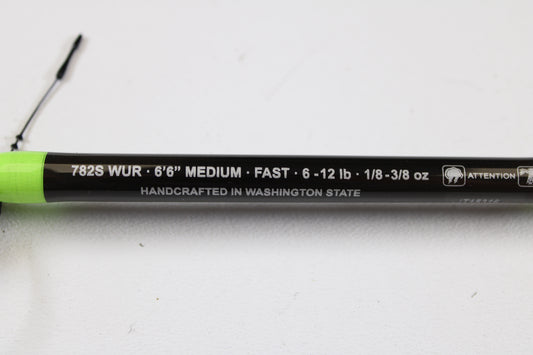 782S WUR · 6'6" MEDIUM · FAST · 6-12 lb · 1/8-3/8 oz ATTENTION
HANDCRAFTED IN WASHINGTON STATE